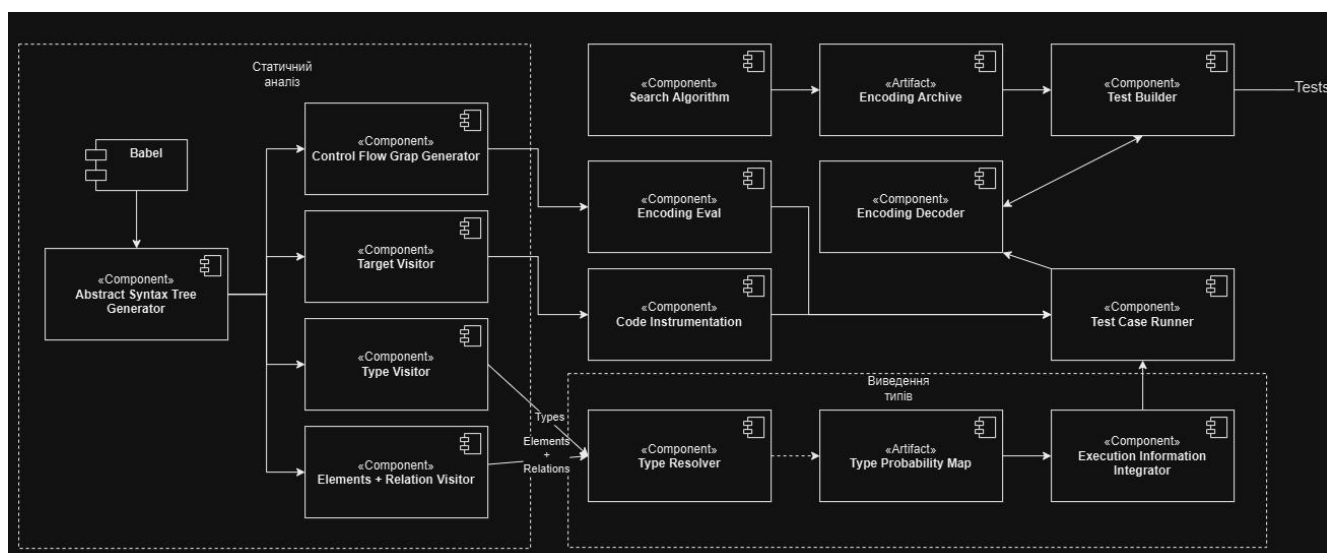 Статичний
аналіз
Babel
«Component»
Abstract Syntax Tree
Generator
«Component»
Control Flow Grap Generator
«Component»
Target Visitor
«Component»
Type Visitor
«Component»
Elements + Relation Visitor
Types
Elements
+
Relations
«Component»
Search Algorithm
«Artifact»
Encoding Archive
«Component»
Test Builder
Tests
«Component»
Encoding Eval
«Component»
Encoding Decoder
«Component»
Code Instrumentation
«Component»
Test Case Runner
Виведення
типів
«Component»
Type Resolver
«Artifact»
Type Probability Map
«Component»
Execution Information
Integrator